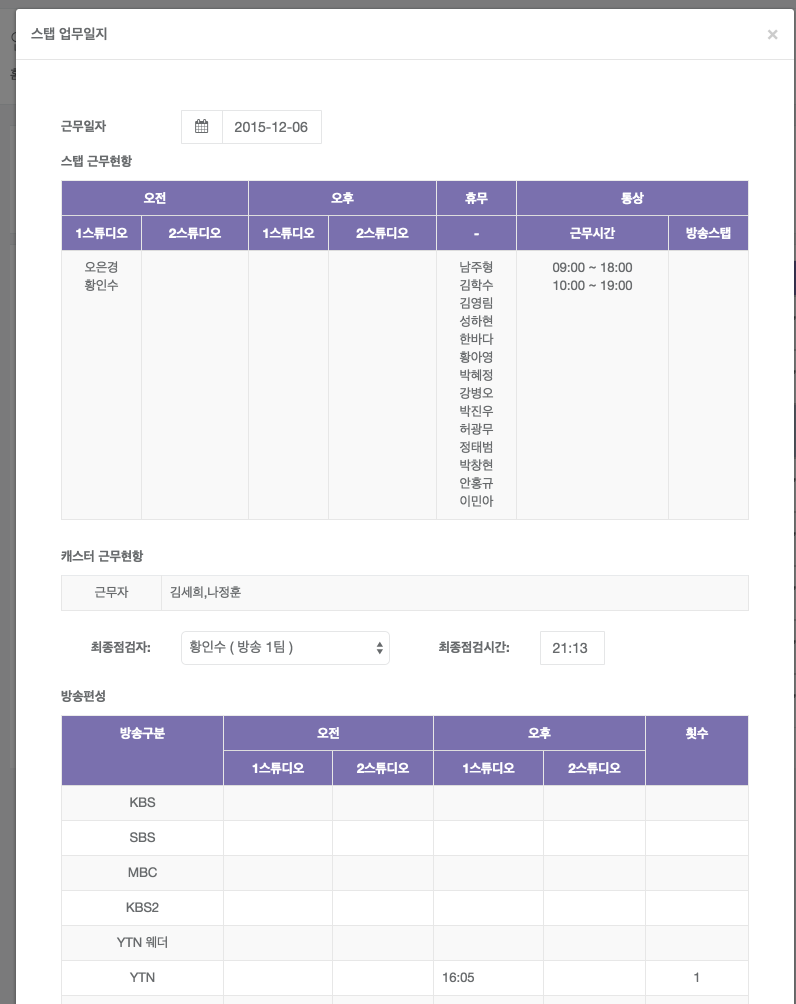 스탭 업무일지 ×
근무일자 2015-12-06
스탭 근무현황
오전 오후 휴무 통상
1스튜디오 2스튜디오 1스튜디오 2스튜디오 - 근무시간 방송스탭
오은경 남주형 09:00 ~ 18:00
황인수 김학수 10:00 ~ 19:00
김영림
성하현
한바다
황아영
박혜정
강병오
박진우
허광무
정태범
박창현
안홍규
이민아
캐스터 근무현황
근무자 김세희,나정훈
최종점검자: 황인수 ( 방송 1팀 ) 최종점검시간: 21:13
방송편성
방송구분 오전 오후 횟수
1스튜디오 2스튜디오 1스튜디오 2스튜디오
KBS
SBS
MBC
KBS2
YTN 웨더
YTN 16:05 1